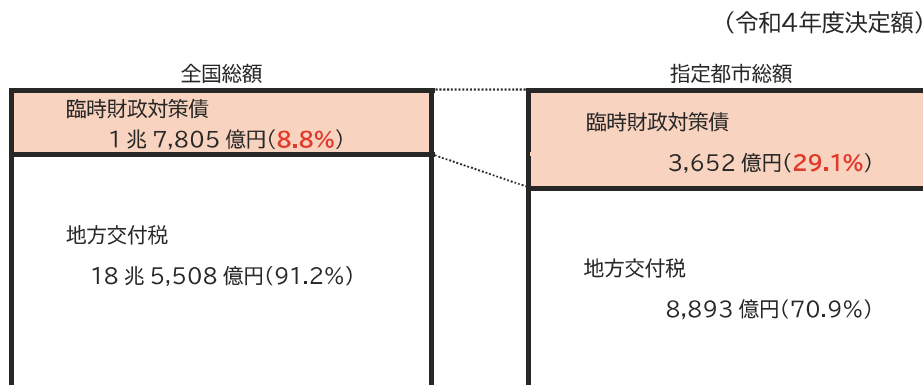 （令和4年度決定額）
全国総額
臨時財政対策債
1 兆 7,805 億円(8.8%)
地方交付税
18 兆 5,508 億円(91.2%)
指定都市総額
臨時財政対策債
3,652 億円(29.1%)
地方交付税
8,893 億円(70.9%)